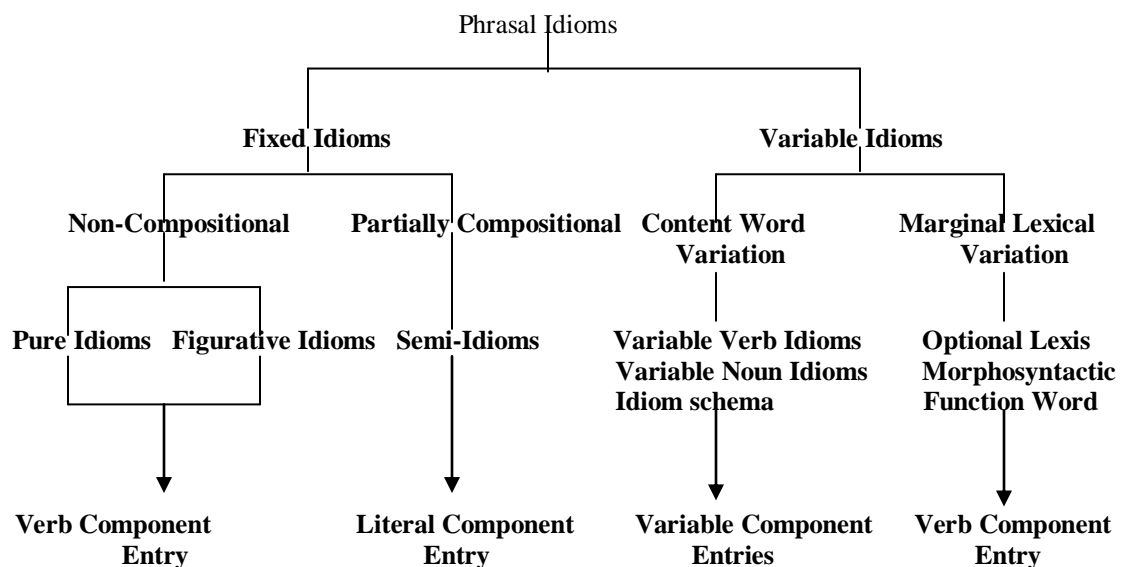 Phrasal Idioms
Fixed Idioms Variable Idioms
Non-Compositional Partially Compositional Content Word Marginal Lexical
Variation Variation
Pure Idioms Figurative Idioms Semi-Idioms Variable Verb Idioms Optional Lexis
Variable Noun Idioms Morphosyntactic
Idiom schema Function Word
Verb Component Literal Component Variable Component Verb Component
Entry Entry Entries Entry